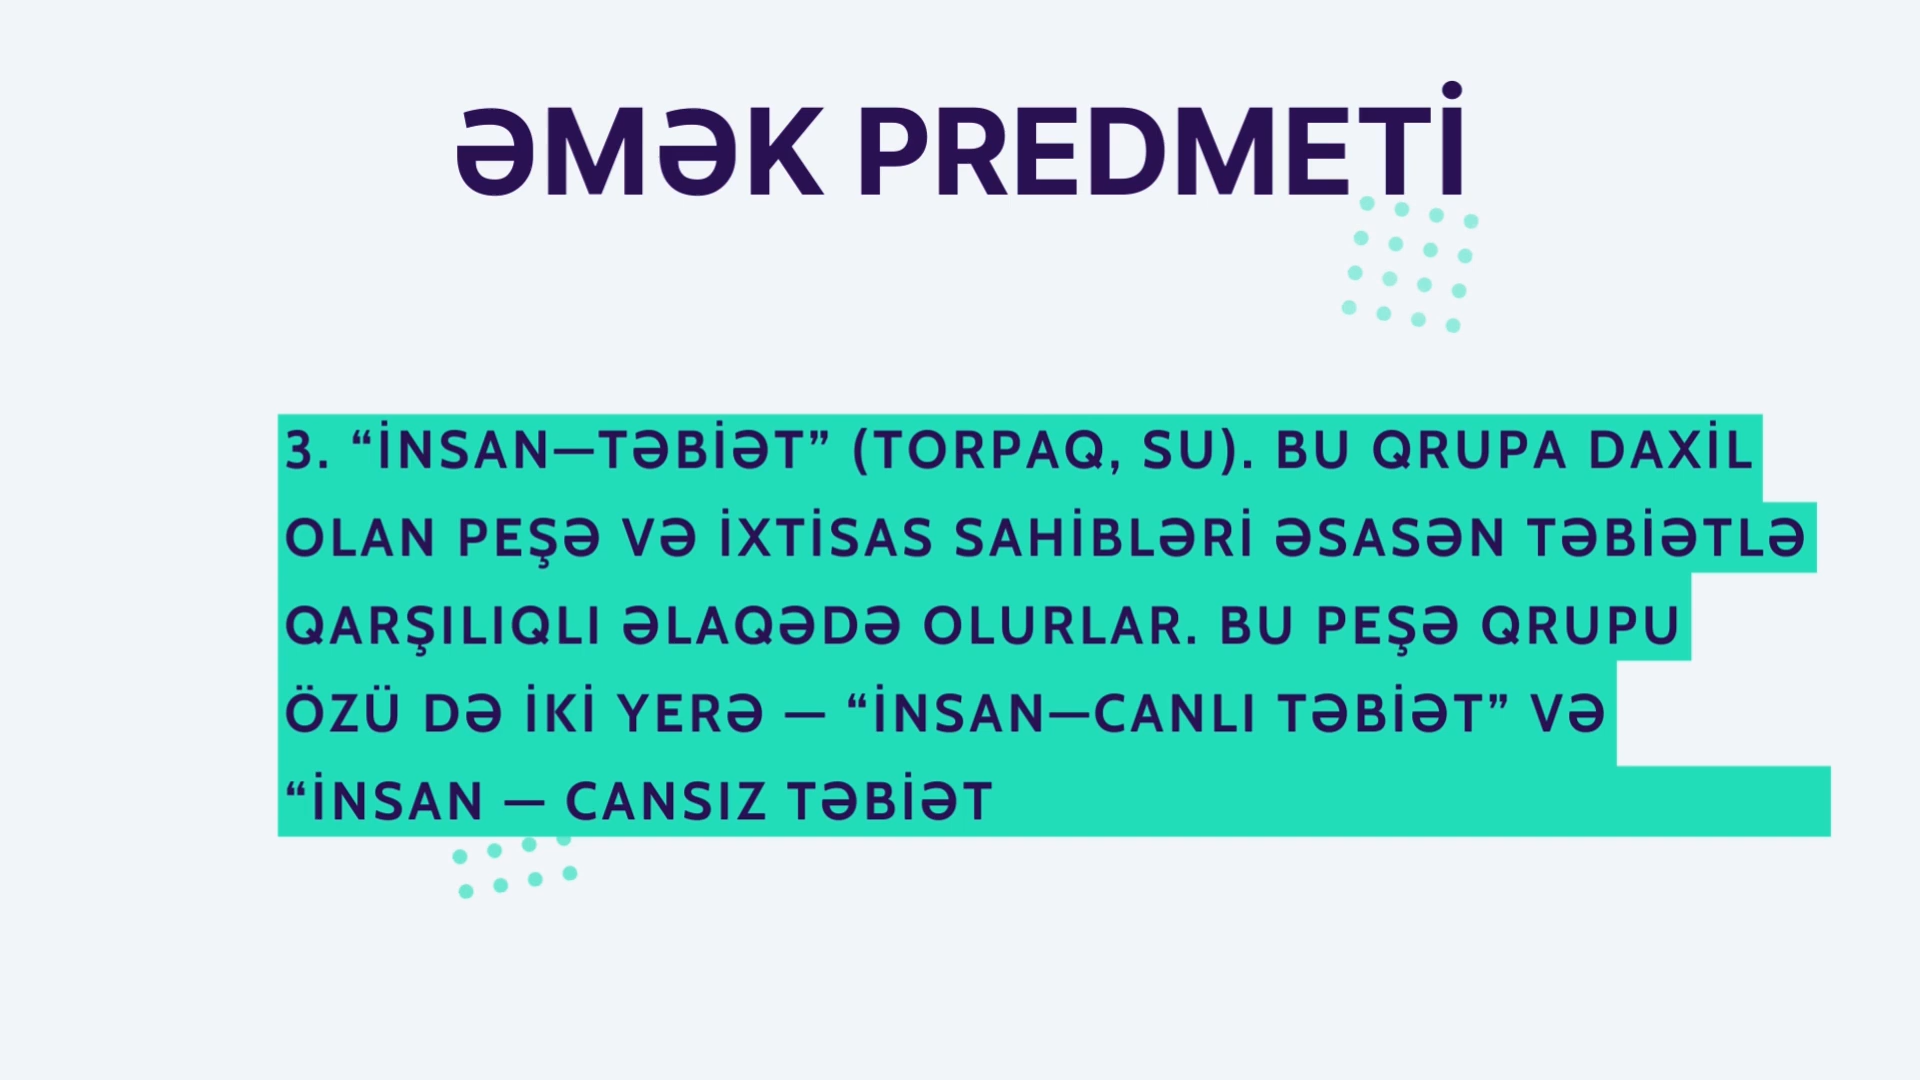 ƏMƏK PREDMETİ
3. “İNSAN—TƏBİƏT” (TORPAQ, SU). BU QRUPA DAXİL
OLAN PEŞƏ VƏ İXTİSAS SAHİBLƏRİ ƏSASƏN TƏBİƏTLƏ
QARŞILIQLI ƏLAQƏDƏ OLURLAR. BU PEŞƏ QRUPU
ÖZÜ DƏ İKİ YERƏ — “İNSAN—CANLI TƏBİƏT” VƏ
“İNSAN — CANSIZ TƏBİƏT